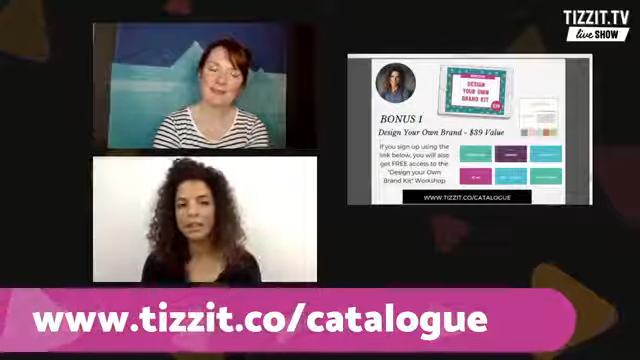 TIZZIT.TV
live SHOW
DESIGN
YOUR OWN
BRAND KIT
$39
BONUS 1
Design Your Own Brand - $39 Value
If you sign up using the
link below, you will also
get FREE access to the
"Design your Own
Brand Kit" Workshop
WWW.TIZZIT.CO/CATALOGUE
www.tizzit.co/catalogue